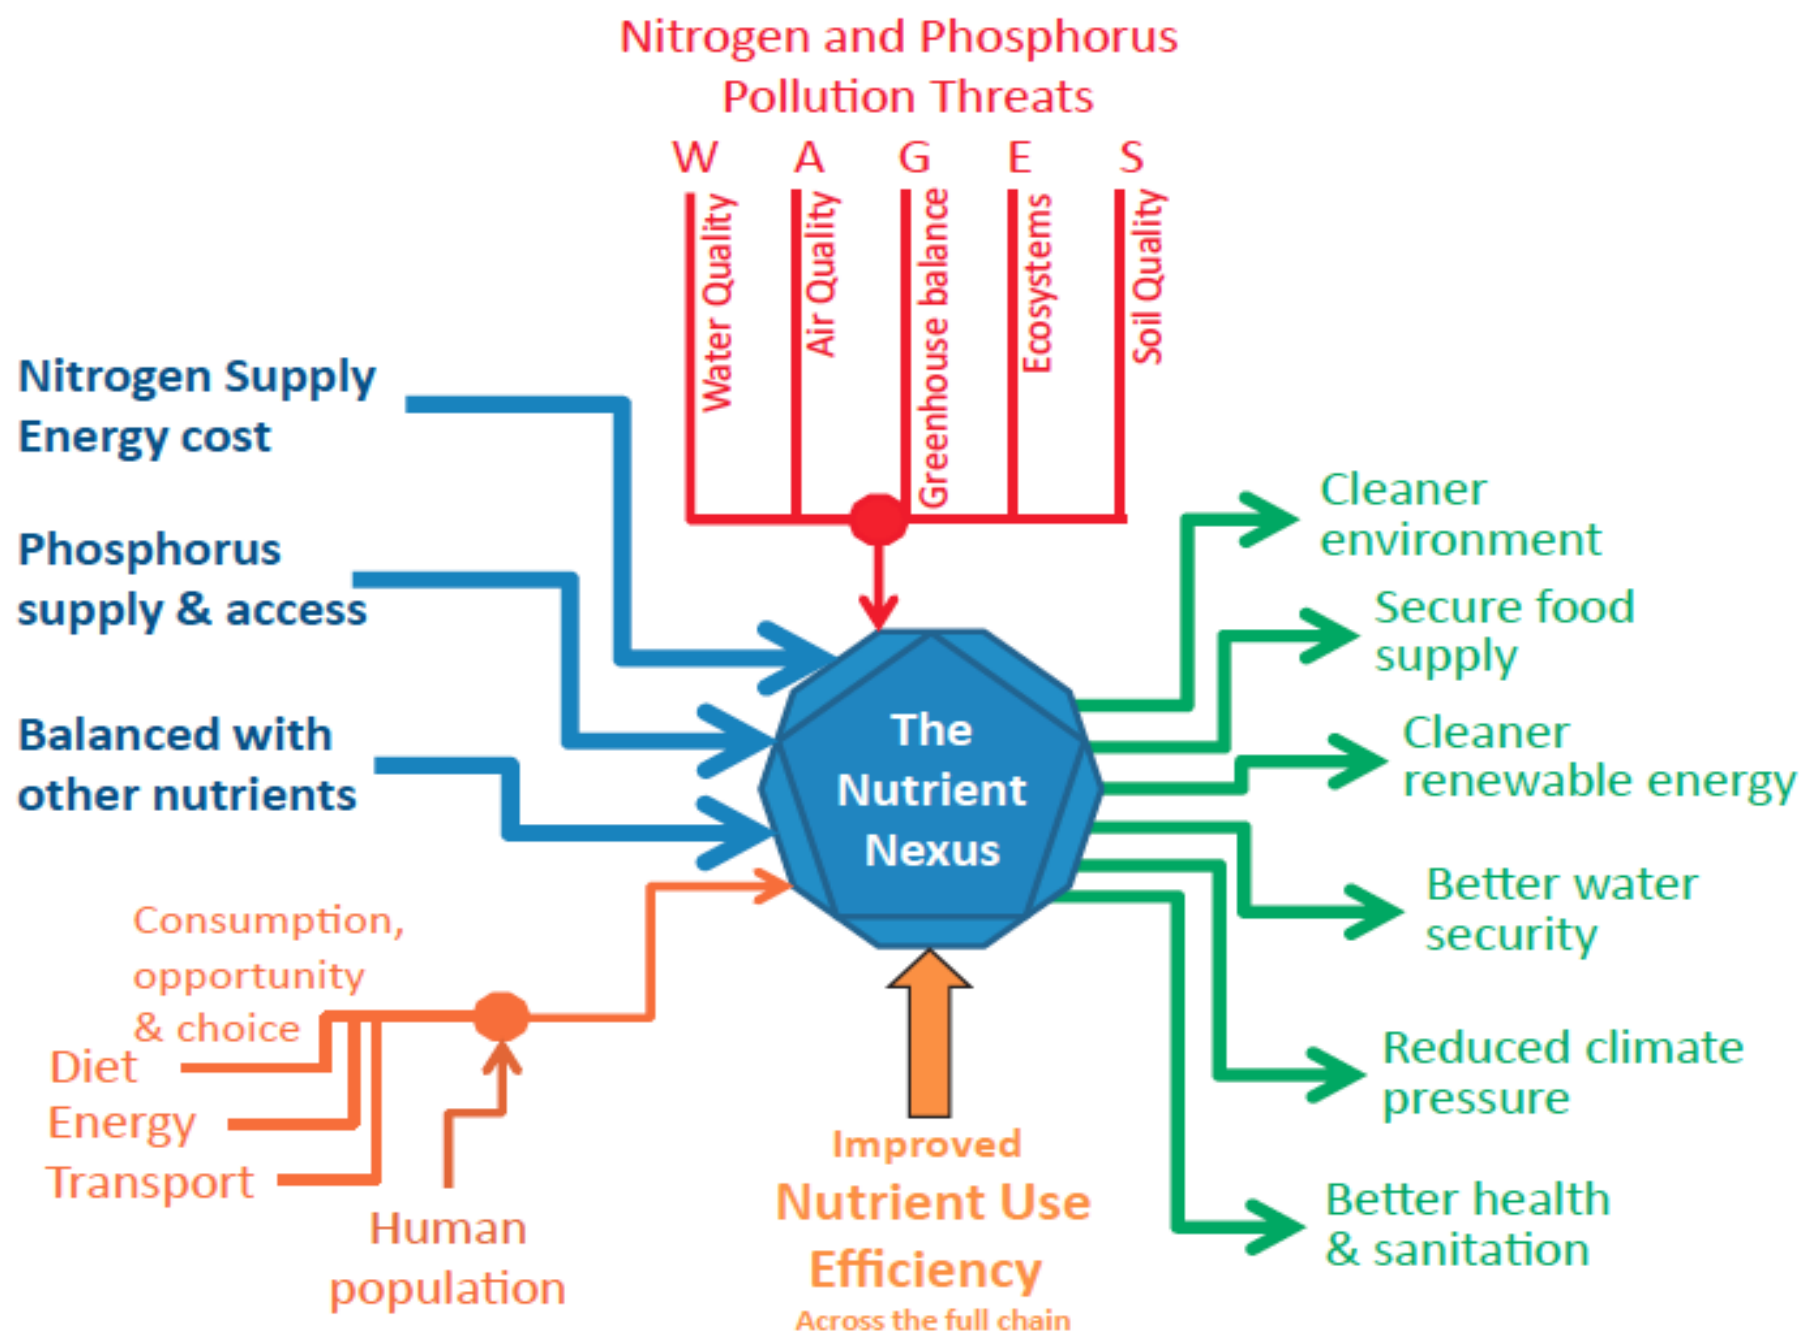 Nitrogen and Phosphorus
Pollution Threats
W A G E S
Water Quality
Air Quality
Greenhouse balance
Ecosystems
Soil Quality
Nitrogen Supply
Energy cost
Phosphorus
supply & access
Balanced with
other nutrients
Consumption,
opportunity
& choice
Diet
Energy
Transport
Human
population
The
Nutrient
Nexus
Improved
Nutrient Use
Efficiency
Across the full chain
Cleaner
environment
Secure food
supply
Cleaner
renewable energy
Better water
security
Reduced climate
pressure
Better health
& sanitation